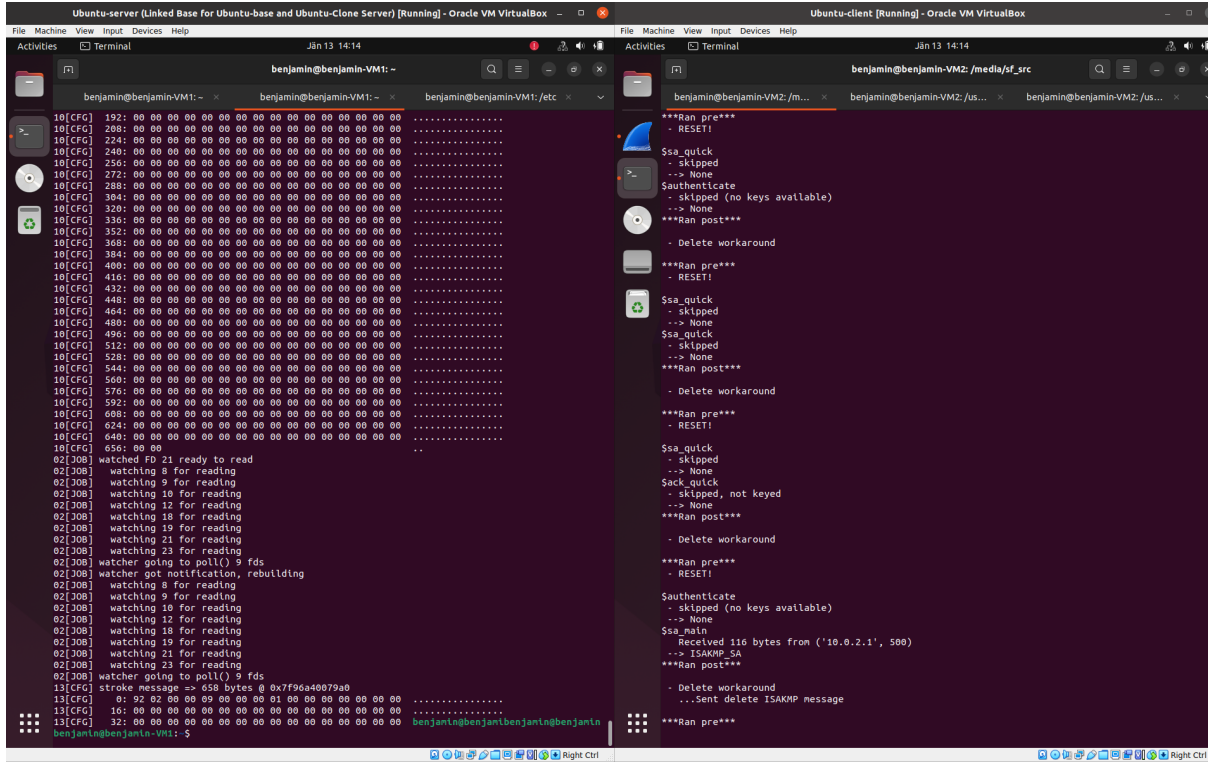 Ubuntu-server (Linked Base for Ubuntu-base and Ubuntu-Clone Server) [Running] - Oracle VM VirtualBox
File Machine View Input Devices Help
Activities Terminal Jän 13 14:14
benjamin@benjamin-VM1: ~
benjamin@benjamin-VM1: ~ benjamin@benjamin-VM1: ~ benjamin@benjamin-VM1: /etc
10[CFG] 192: 00 00 00 00 00 00 00 00 00 00 00 00 00 00 00 00 ................
10[CFG] 208: 00 00 00 00 00 00 00 00 00 00 00 00 00 00 00 00 ................
10[CFG] 224: 00 00 00 00 00 00 00 00 00 00 00 00 00 00 00 00 ................
10[CFG] 240: 00 00 00 00 00 00 00 00 00 00 00 00 00 00 00 00 ................
10[CFG] 256: 00 00 00 00 00 00 00 00 00 00 00 00 00 00 00 00 ................
10[CFG] 272: 00 00 00 00 00 00 00 00 00 00 00 00 00 00 00 00 ................
10[CFG] 288: 00 00 00 00 00 00 00 00 00 00 00 00 00 00 00 00 ................
10[CFG] 304: 00 00 00 00 00 00 00 00 00 00 00 00 00 00 00 00 ................
10[CFG] 320: 00 00 00 00 00 00 00 00 00 00 00 00 00 00 00 00 ................
10[CFG] 336: 00 00 00 00 00 00 00 00 00 00 00 00 00 00 00 00 ................
10[CFG] 352: 00 00 00 00 00 00 00 00 00 00 00 00 00 00 00 00 ................
10[CFG] 368: 00 00 00 00 00 00 00 00 00 00 00 00 00 00 00 00 ................
10[CFG] 384: 00 00 00 00 00 00 00 00 00 00 00 00 00 00 00 00 ................
10[CFG] 400: 00 00 00 00 00 00 00 00 00 00 00 00 00 00 00 00 ................
10[CFG] 416: 00 00 00 00 00 00 00 00 00 00 00 00 00 00 00 00 ................
10[CFG] 432: 00 00 00 00 00 00 00 00 00 00 00 00 00 00 00 00 ................
10[CFG] 448: 00 00 00 00 00 00 00 00 00 00 00 00 00 00 00 00 ................
10[CFG] 464: 00 00 00 00 00 00 00 00 00 00 00 00 00 00 00 00 ................
10[CFG] 480: 00 00 00 00 00 00 00 00 00 00 00 00 00 00 00 00 ................
10[CFG] 496: 00 00 00 00 00 00 00 00 00 00 00 00 00 00 00 00 ................
10[CFG] 512: 00 00 00 00 00 00 00 00 00 00 00 00 00 00 00 00 ................
10[CFG] 528: 00 00 00 00 00 00 00 00 00 00 00 00 00 00 00 00 ................
10[CFG] 544: 00 00 00 00 00 00 00 00 00 00 00 00 00 00 00 00 ................
10[CFG] 560: 00 00 00 00 00 00 00 00 00 00 00 00 00 00 00 00 ................
10[CFG] 576: 00 00 00 00 00 00 00 00 00 00 00 00 00 00 00 00 ................
10[CFG] 592: 00 00 00 00 00 00 00 00 00 00 00 00 00 00 00 00 ................
10[CFG] 608: 00 00 00 00 00 00 00 00 00 00 00 00 00 00 00 00 ................
10[CFG] 624: 00 00 00 00 00 00 00 00 00 00 00 00 00 00 00 00 ................
10[CFG] 640: 00 00 00 00 00 00 00 00 00 00 00 00 00 00 00 00 ................
10[CFG] 656: 00 00 ..
02[JOB] watched FD 21 ready to read
02[JOB] watching 8 for reading
02[JOB] watching 9 for reading
02[JOB] watching 10 for reading
02[JOB] watching 12 for reading
02[JOB] watching 18 for reading
02[JOB] watching 19 for reading
02[JOB] watching 21 for reading
02[JOB] watching 23 for reading
02[JOB] watcher going to poll() 9 fds
02[JOB] watcher got notification, rebuilding
02[JOB] watching 8 for reading
02[JOB] watching 9 for reading
02[JOB] watching 10 for reading
02[JOB] watching 12 for reading
02[JOB] watching 18 for reading
02[JOB] watching 19 for reading
02[JOB] watching 21 for reading
02[JOB] watching 23 for reading
02[JOB] watcher going to poll() 9 fds
13[CFG] stroke message => 658 bytes @ 0x7f96a40079a0
13[CFG] 0: 92 02 00 00 09 00 00 00 01 00 00 00 00 00 00 00 ................
13[CFG] 16: 00 00 00 00 00 00 00 00 00 00 00 00 00 00 00 00 ................
13[CFG] 32: 00 00 00 00 00 00 00 00 00 00 00 00 00 00 00 00 benjamin@benjamibenjamin@benjamin
benjamin@benjamin-VM1:~$
Right Ctrl
Ubuntu-client [Running] - Oracle VM VirtualBox
File Machine View Input Devices Help
Activities Terminal Jän 13 14:14
benjamin@benjamin-VM2: /media/sf_src
benjamin@benjamin-VM2: /m... benjamin@benjamin-VM2: /us... benjamin@benjamin-VM2: /us...
***Ran pre***
- RESET!
$sa_quick
- skipped
--> None
$authenticate
- skipped (no keys available)
--> None
***Ran post***
- Delete workaround
***Ran pre***
- RESET!
$sa_quick
- skipped
--> None
$sa_quick
- skipped
--> None
***Ran post***
- Delete workaround
***Ran pre***
- RESET!
$sa_quick
- skipped
--> None
$ack_quick
- skipped, not keyed
--> None
***Ran post***
- Delete workaround
***Ran pre***
- RESET!
$authenticate
- skipped (no keys available)
--> None
$sa_main
Received 116 bytes from ('10.0.2.1', 500)
--> ISAKMP_SA
***Ran post***
- Delete workaround
...Sent delete ISAKMP message
***Ran pre***
Right Ctrl